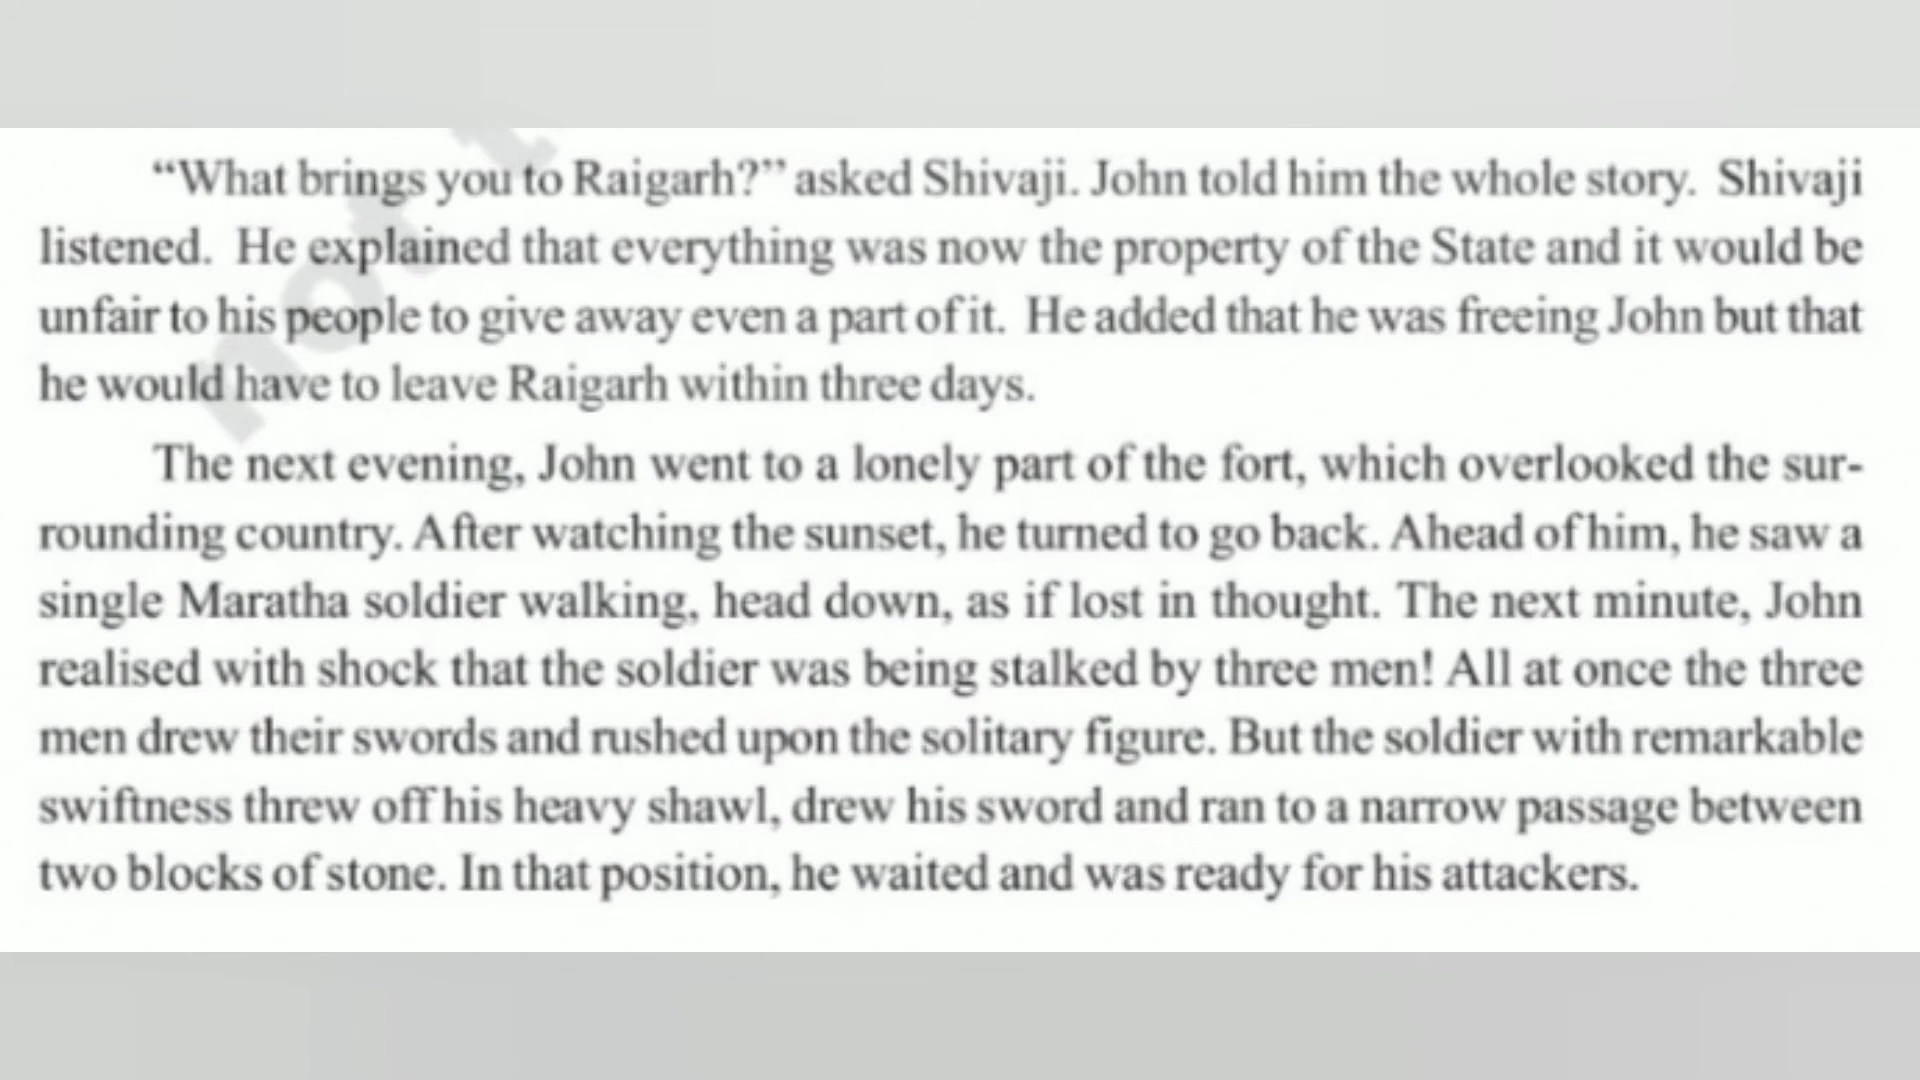 “What brings you to Raigarh?” asked Shivaji. John told him the whole story. Shivaji
listened. He explained that everything was now the property of the State and it would be
unfair to his people to give away even a part of it. He added that he was freeing John but that
he would have to leave Raigarh within three days.
The next evening, John went to a lonely part of the fort, which overlooked the sur-
rounding country. After watching the sunset, he turned to go back. Ahead of him, he saw a
single Maratha soldier walking, head down, as if lost in thought. The next minute, John
realised with shock that the soldier was being stalked by three men! All at once the three
men drew their swords and rushed upon the solitary figure. But the soldier with remarkable
swiftness threw off his heavy shawl, drew his sword and ran to a narrow passage between
two blocks of stone. In that position, he waited and was ready for his attackers.
not t